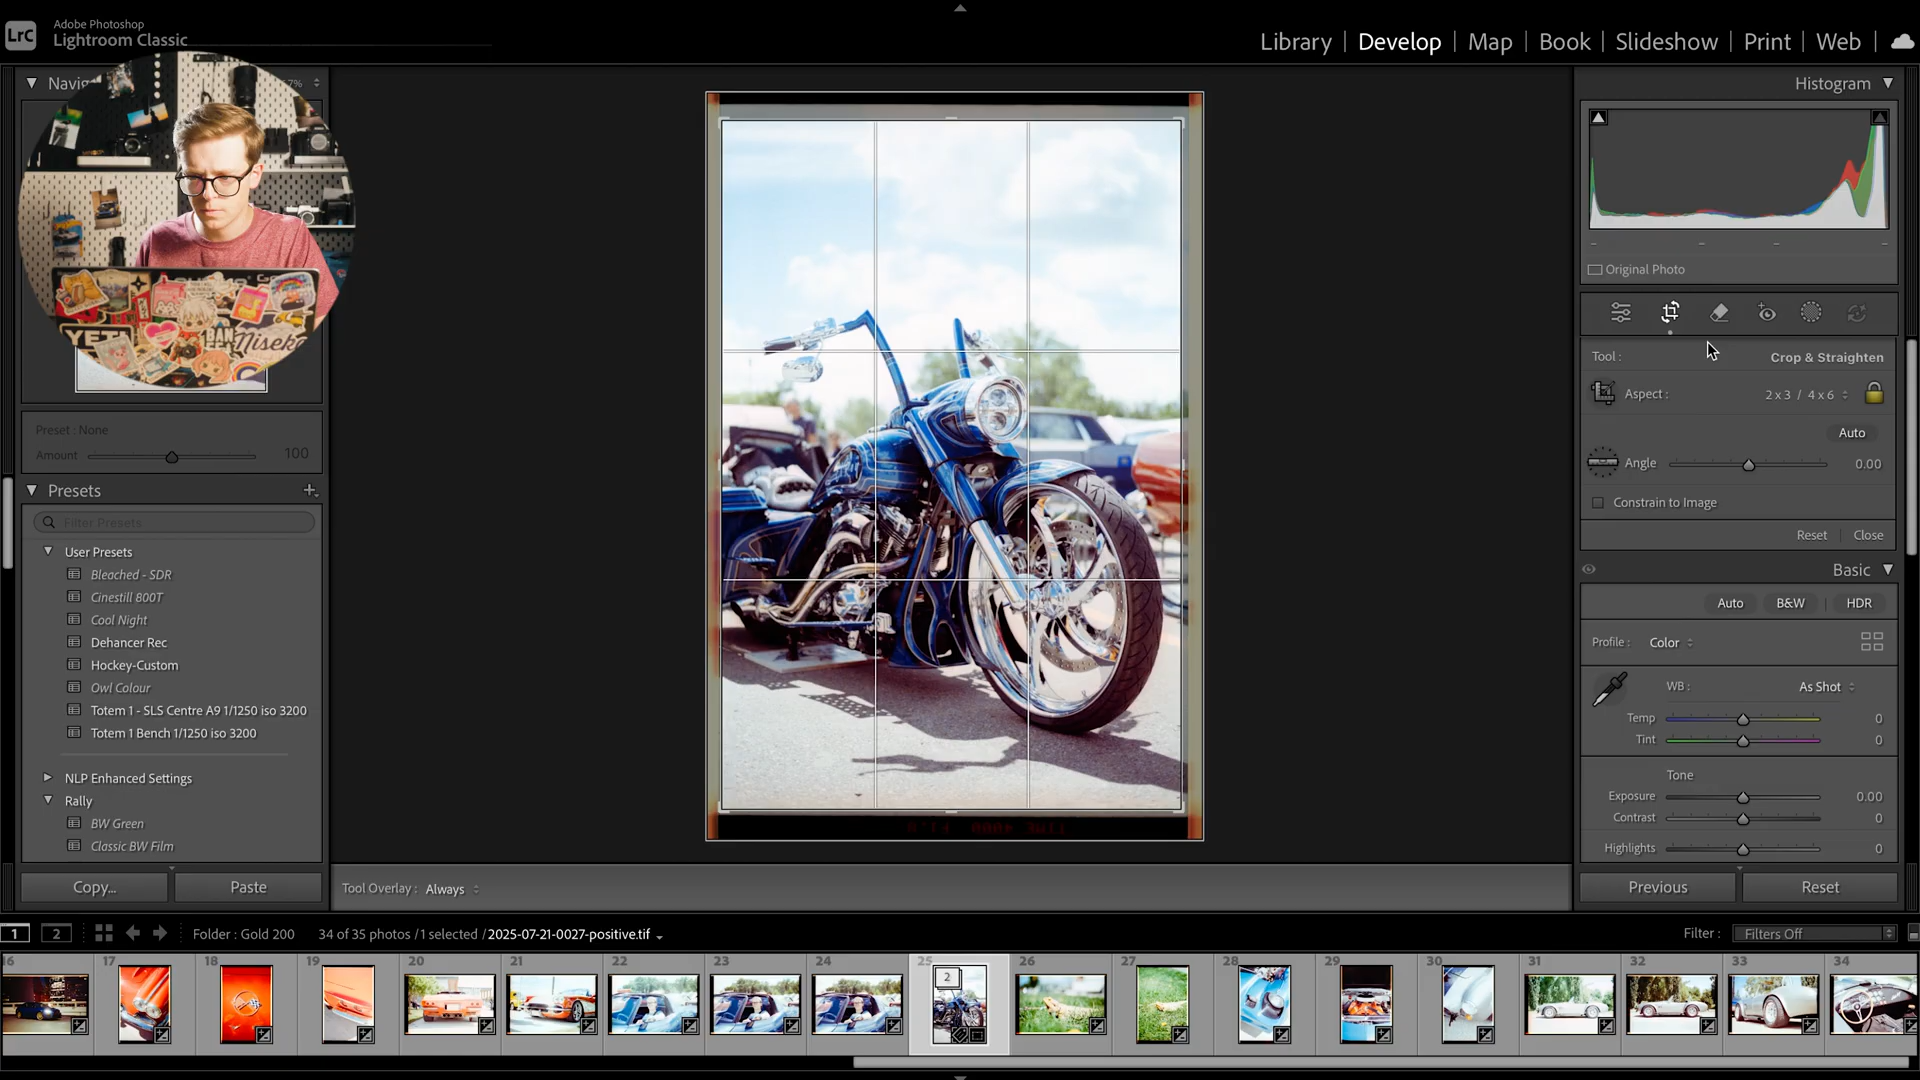 Adobe Photoshop
LrC
Lightroom Classic
Library | Develop | Map | Book | Slideshow | Print | Web |
Histogram
Original Photo
Tool :
Crop & Straighten
Aspect :
2 x 3 / 4 x 6
Auto
Angle
0.00
Constrain to Image
Reset | Close
Basic
Auto
B&W
HDR
Profile :
Color
WB :
As Shot
Temp
0
Tint
0
Tone
Exposure
0.00
Contrast
0
Highlights
0
Previous
Reset
YETI
Niseko
Preset : None
Amount
100
Presets
Filter Presets
User Presets
Bleached - SDR
Cinestill 800T
Cool Night
Dehancer Rec
Hockey-Custom
Owl Colour
Totem 1 - SLS Centre A9 1/1250 iso 3200
Totem 1 Bench 1/1250 iso 3200
NLP Enhanced Settings
Rally
BW Green
Classic BW Film
Copy...
Paste
Tool Overlay :
Always
1
2
Folder : Gold 200
34 of 35 photos / 1 selected / 2025-07-21-0027-positive.tif
Filter :
Filters Off
16
17
18
19
20
21
22
23
24
25
2
26
27
28
29
30
31
32
33
34